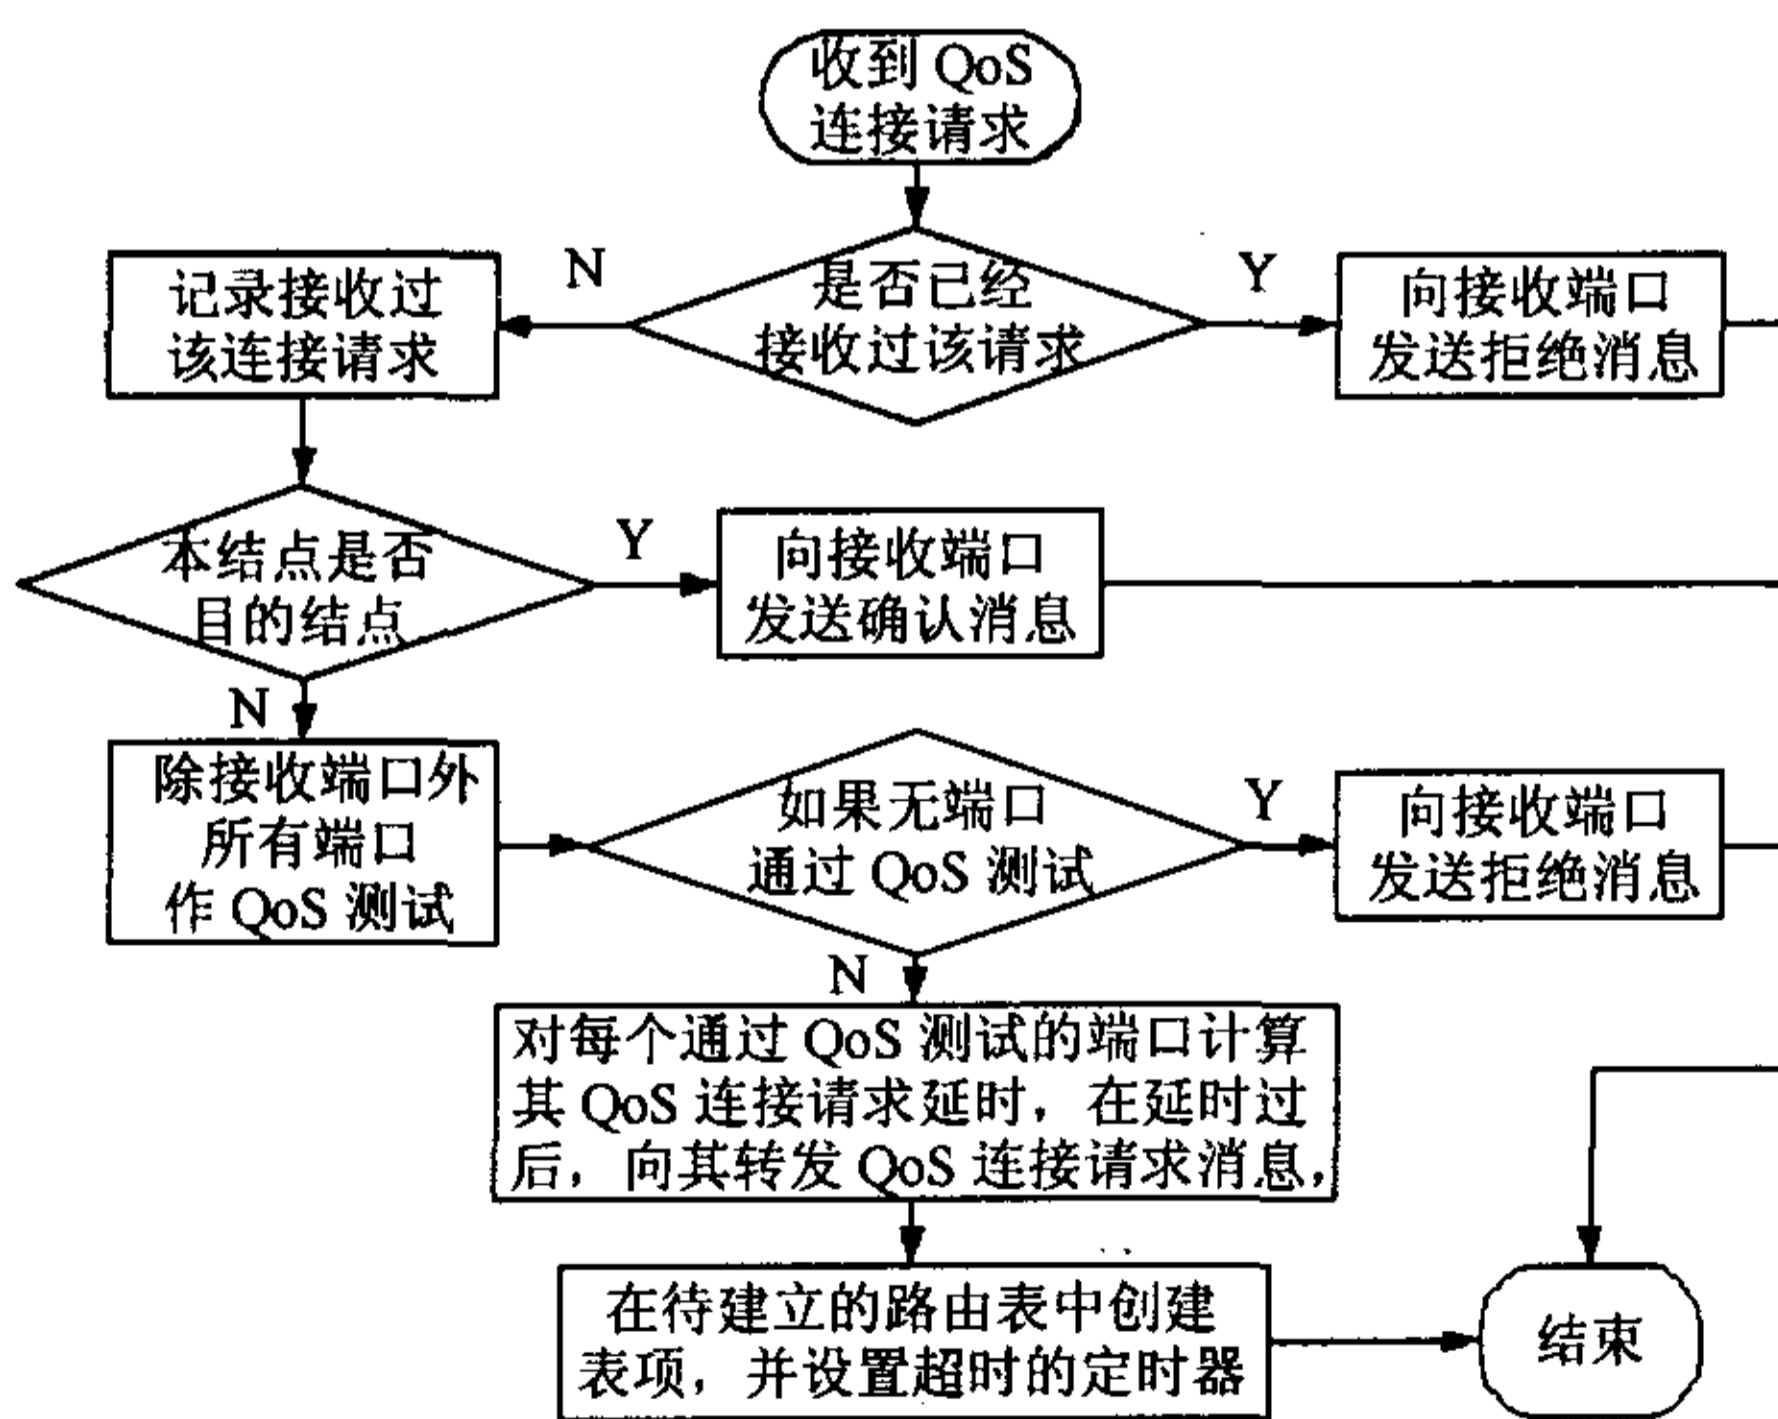 收到 QoS
连接请求
N
是否已经
接收过该请求
Y
记录接收过
该连接请求
向接收端口
发送拒绝消息
本结点是否
目的结点
Y
向接收端口
发送确认消息
N
除接收端口外
所有端口
作 QoS 测试
如果无端口
通过 QoS 测试
Y
向接收端口
发送拒绝消息
N
对每个通过 QoS 测试的端口计算
其 QoS 连接请求延时，在延时过
后，向其转发 QoS 连接请求消息，
在待建立的路由表中创建
表项，并设置超时的定时器
结束